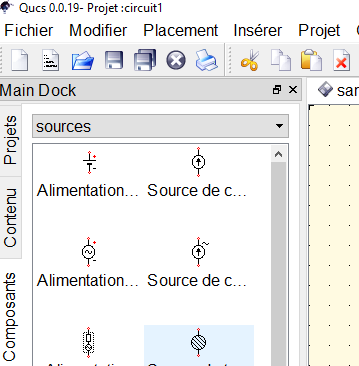 Qucs 0.0.19- Projet :circuit1
Fichier Modifier Placement Insérer Projet
Main Dock
sources
Projets
Contenu
Composants
Alimentation... Source de c...
Alimentation... Source de c...